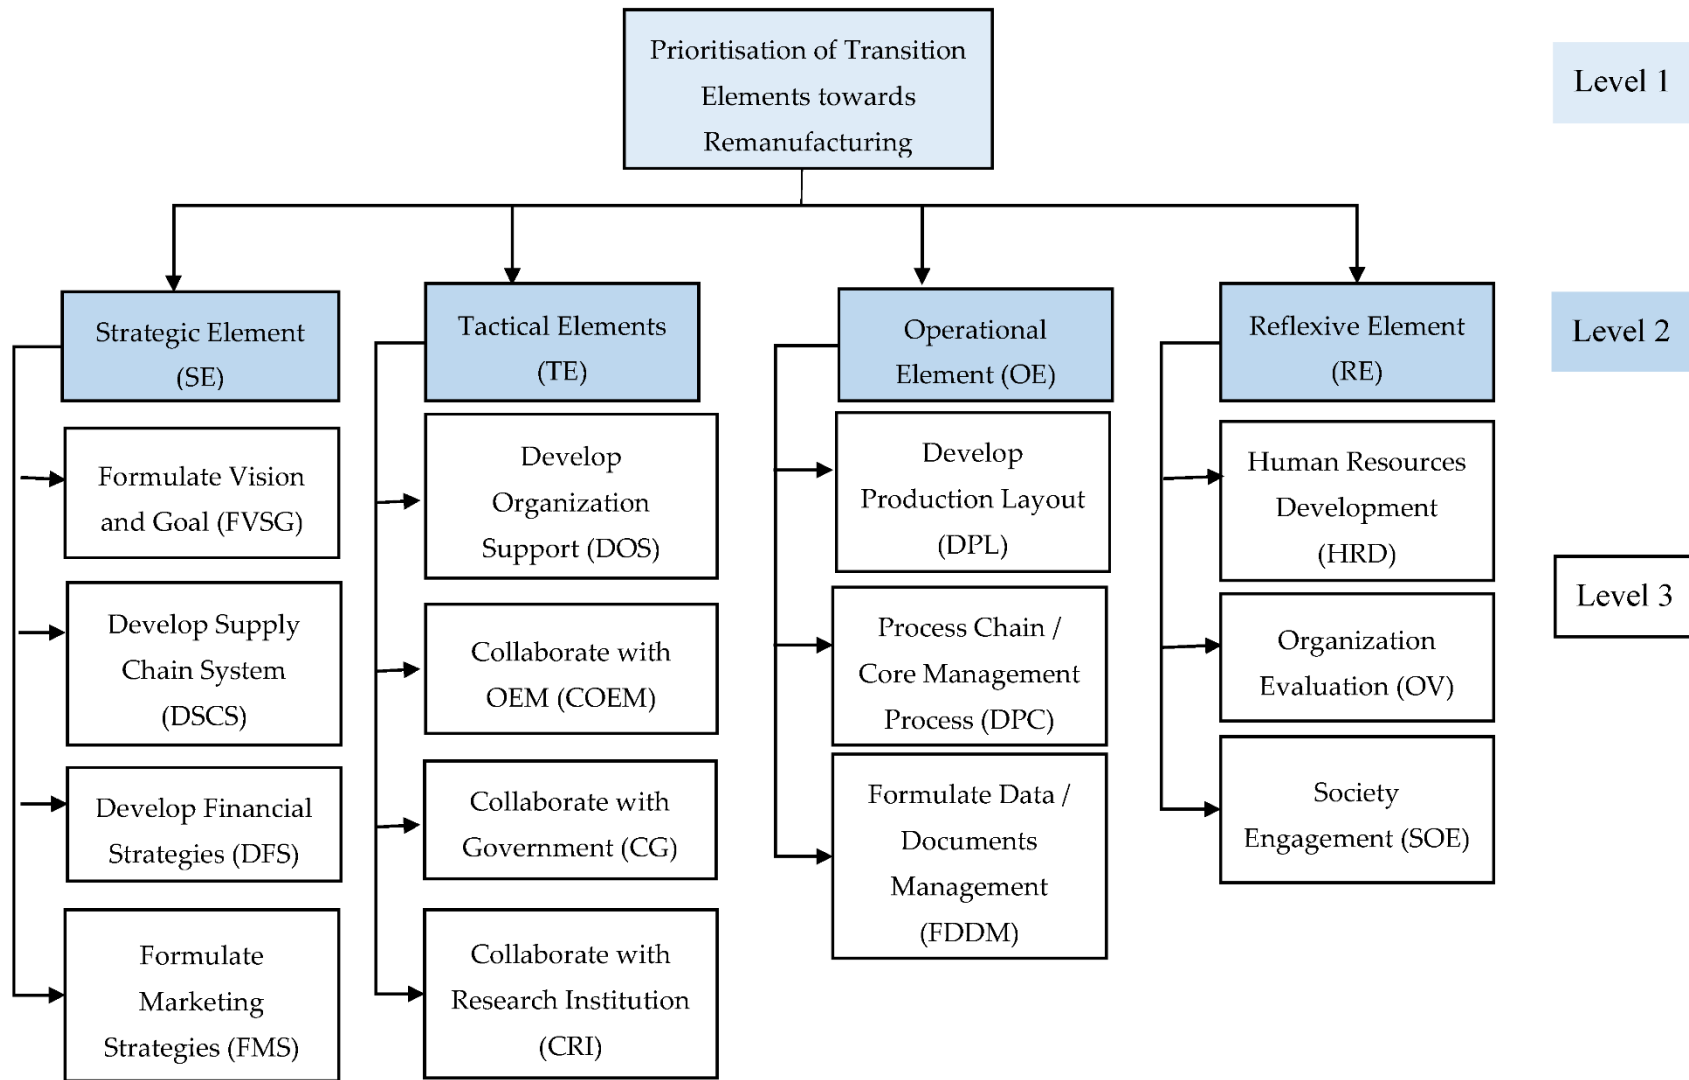 Prioritisation of Transition
Elements towards
Remanufacturing
Level 1
Strategic Element
(SE)
Tactical Elements
(TE)
Operational
Element (OE)
Reflexive Element
(RE)
Level 2
Formulate Vision
and Goal (FVSG)
Develop Supply
Chain System
(DSCS)
Develop Financial
Strategies (DFS)
Formulate
Marketing
Strategies (FMS)
Develop
Organization
Support (DOS)
Collaborate with
OEM (COEM)
Collaborate with
Government (CG)
Collaborate with
Research Institution
(CRI)
Develop
Production Layout
(DPL)
Process Chain /
Core Management
Process (DPC)
Formulate Data /
Documents
Management
(FDDM)
Human Resources
Development
(HRD)
Organization
Evaluation (OV)
Society
Engagement (SOE)
Level 3